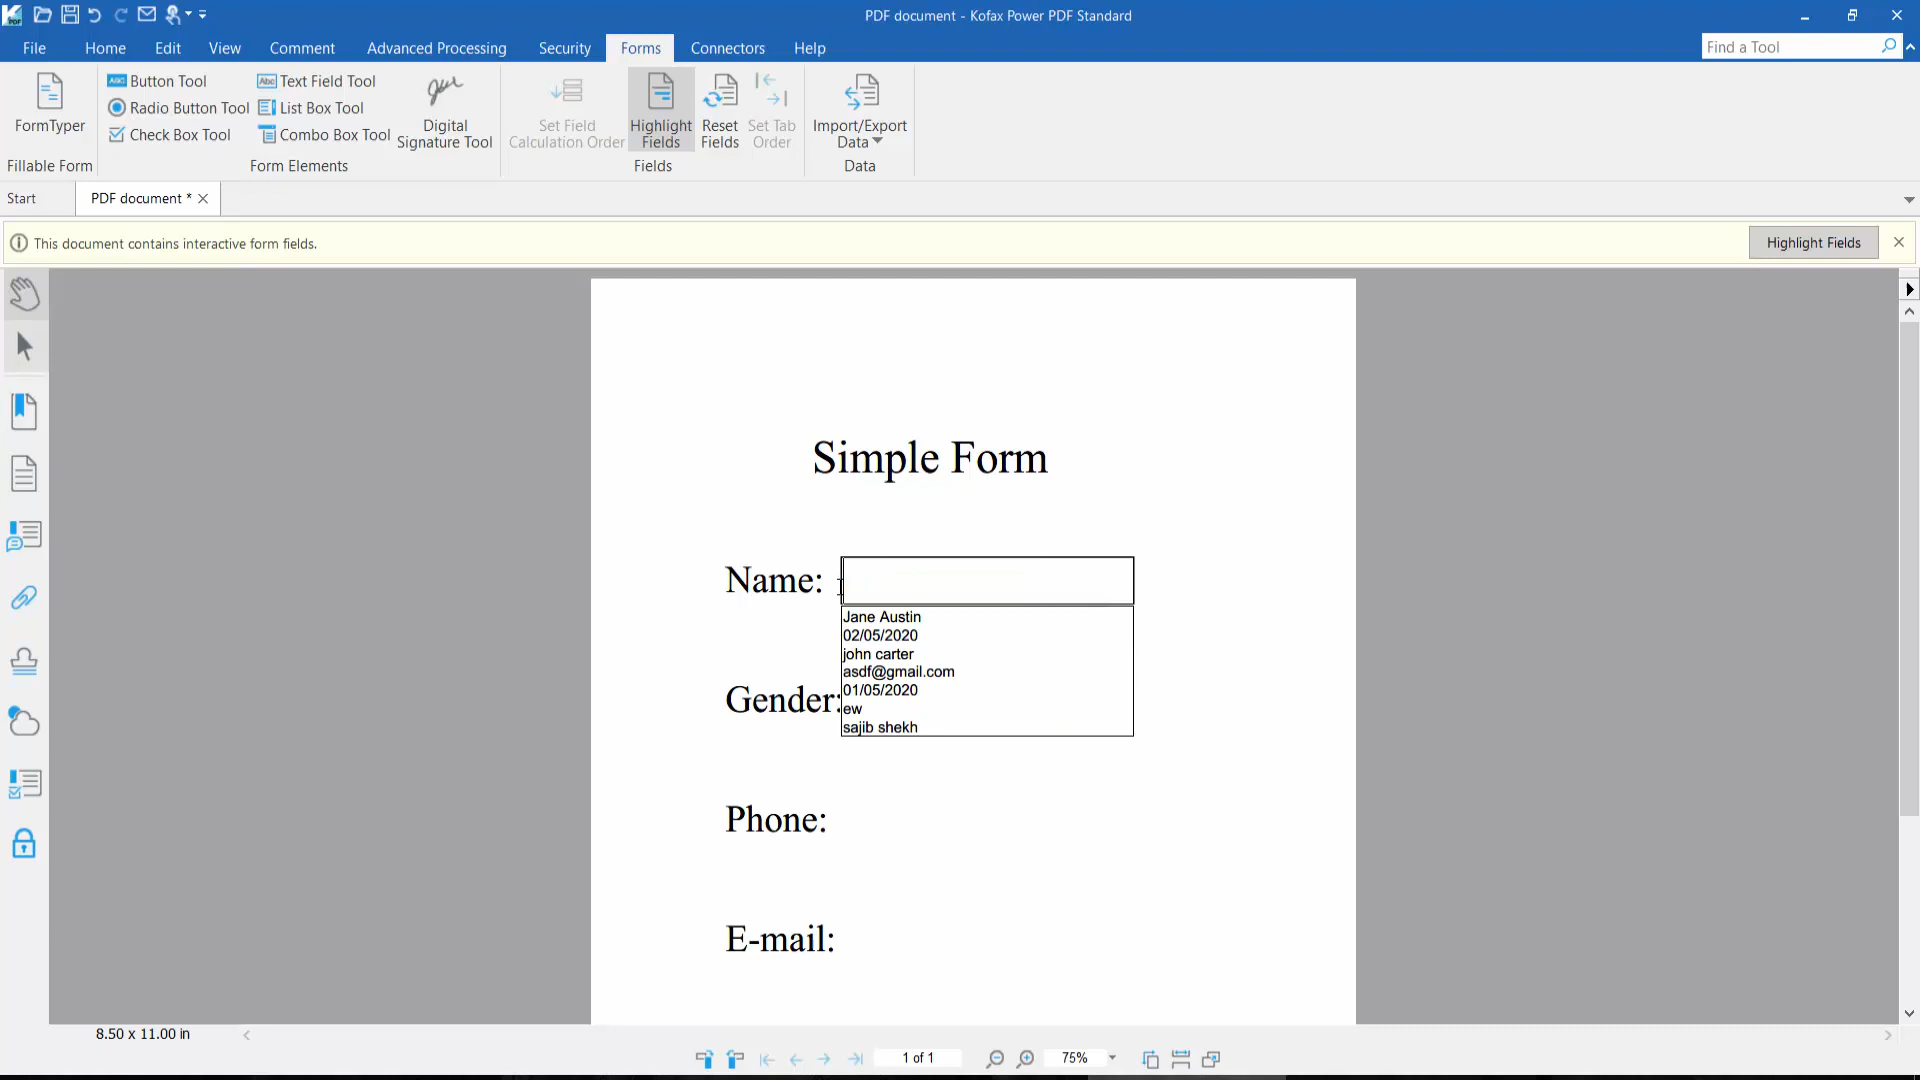 PDF document - Kofax Power PDF Standard
File Home Edit View Comment Advanced Processing Security Forms Connectors Help
Find a Tool
Button Tool
Radio Button Tool
Check Box Tool
Text Field Tool
List Box Tool
Combo Box Tool
FormTyper
Digital
Signature Tool
Set Field
Calculation Order
Highlight
Fields
Reset
Fields
Set Tab
Order
Import/Export
Data
Fillable Form
Form Elements
Fields
Data
Start
PDF document *
This document contains interactive form fields.
Highlight Fields
Simple Form
Name:
Jane Austin
02/05/2020
john carter
asdf@gmail.com
01/05/2020
ew
sajib shekh
Gender:
Phone:
E-mail:
8.50 x 11.00 in
1 of 1
75%